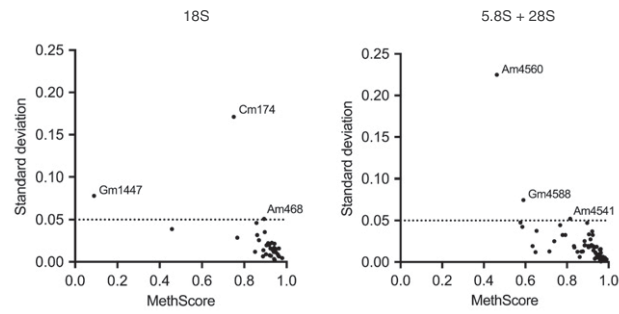 18S
0.25
0.20
0.15
0.10
0.05
0.00
Standard deviation
Cm174
Gm1447
Am468
0.0 0.2 0.4 0.6 0.8 1.0
MethScore
5.8S + 28S
0.25
0.20
0.15
0.10
0.05
0.00
Standard deviation
Am4560
Gm4588
Am4541
0.0 0.2 0.4 0.6 0.8 1.0
MethScore